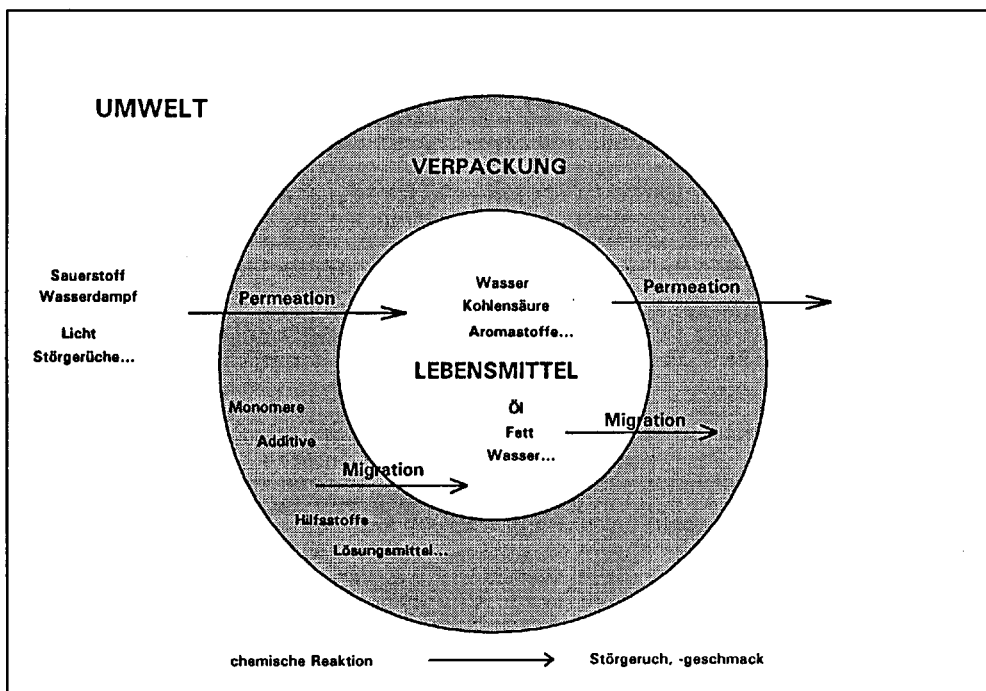 UMWELT
VERPACKUNG
Sauerstoff
Wasserdampf
Licht
Störgerüche...
Permeation
Wasser
Kohlensäure
Aromastoffe...
Permeation
LEBENSMITTEL
Öl
Fett
Wasser...
Migration
Monomere
Additive
Migration
Hilfsstoffe
Lösungsmittel...
chemische Reaktion
Störgeruch, -geschmack